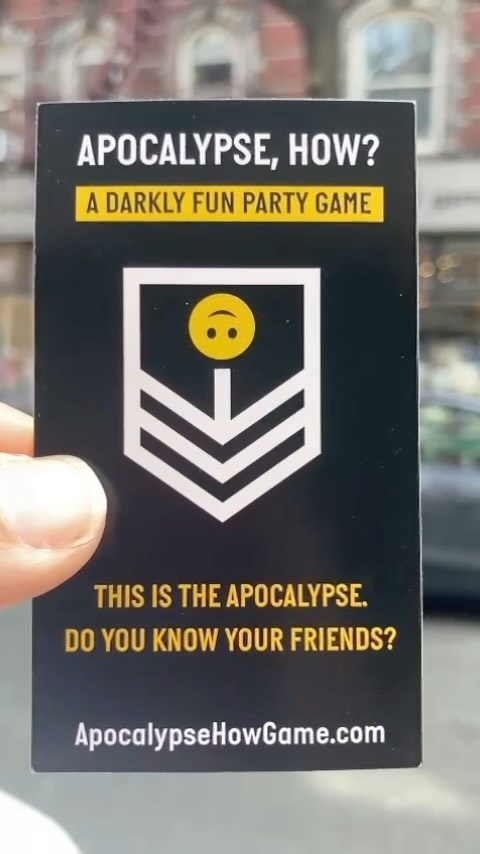 APOCALYPSE, HOW?
A DARKLY FUN PARTY GAME
THIS IS THE APOCALYPSE.
DO YOU KNOW YOUR FRIENDS?
ApocalypseHowGame.com